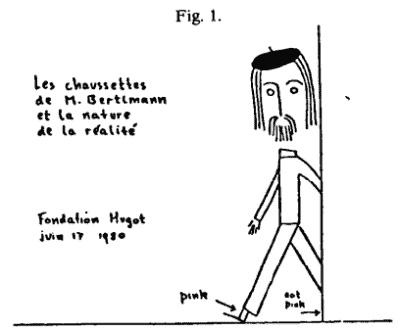 Fig. 1.
Les chaussettes
de M. Bertlmann
et la nature
de la réalité
Fondation Hugot
juin 17 1980
pink
not
pink